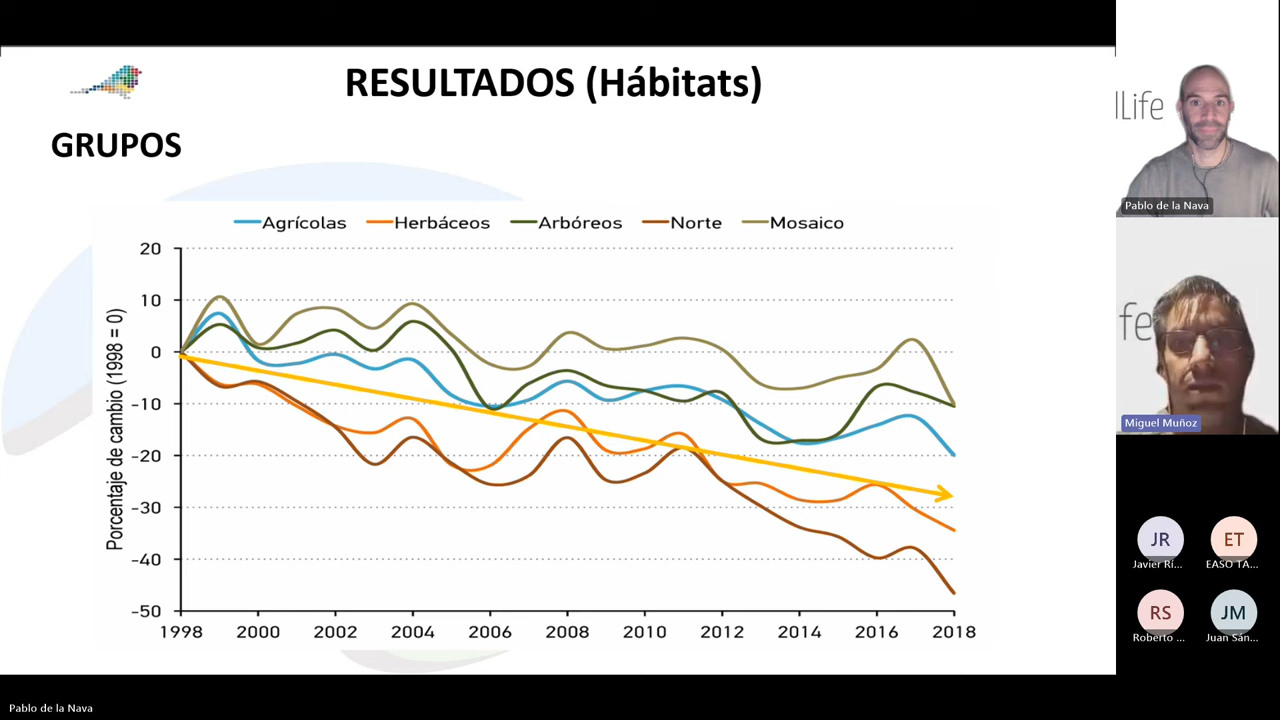 RESULTADOS (Hábitats)
GRUPOS
Agrícolas Herbáceos Arbóreos Norte Mosaico
Porcentaje de cambio (1998 = 0)
20
10
0
-10
-20
-30
-40
-50
1998 2000 2002 2004 2006 2008 2010 2012 2014 2016 2018
lLife
Pablo de la Nava
fe
Miguel Muñoz
JR ET
Javier Rí... EASO TA...
RS JM
Roberto ... Juan Sán...
Pablo de la Nava